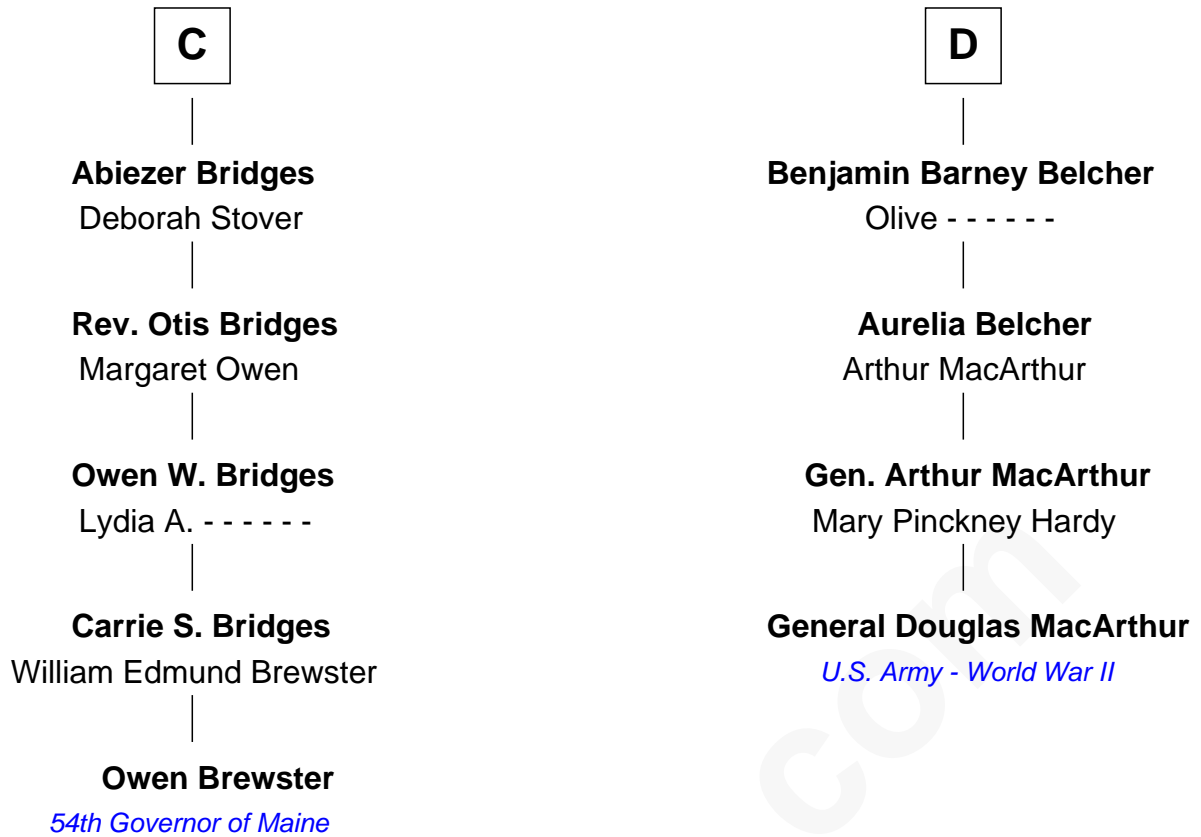 C
Abiezer Bridges
Deborah Stover
Rev. Otis Bridges
Margaret Owen
Owen W. Bridges
Lydia A. - - - - - -
Carrie S. Bridges
William Edmund Brewster
Owen Brewster
54th Governor of Maine
D
Benjamin Barney Belcher
Olive - - - - - -
Aurelia Belcher
Arthur MacArthur
Gen. Arthur MacArthur
Mary Pinckney Hardy
General Douglas MacArthur
U.S. Army - World War II
com